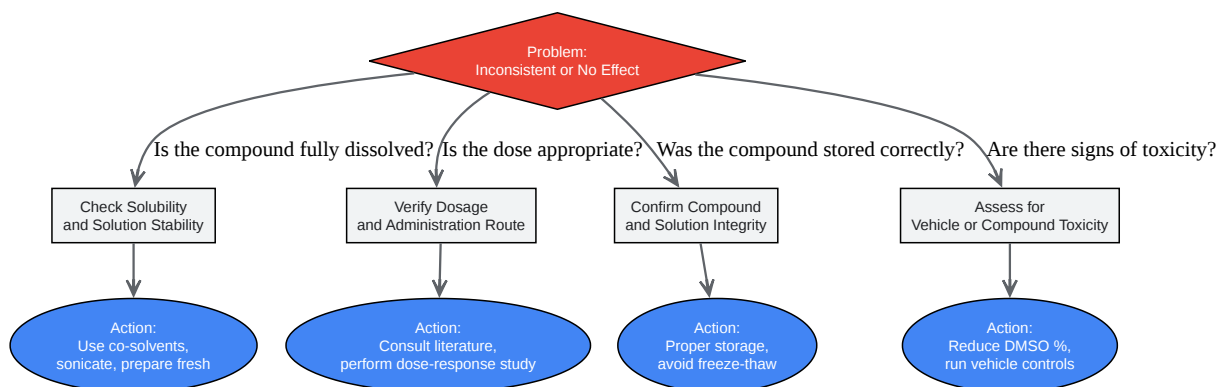 Problem:
Inconsistent or No Effect
Is the compound fully dissolved?
Is the dose appropriate?
Was the compound stored correctly?
Are there signs of toxicity?
Check Solubility
and Solution Stability
Verify Dosage
and Administration Route
Confirm Compound
and Solution Integrity
Assess for
Vehicle or Compound Toxicity
Action:
Use co-solvents,
sonicate, prepare fresh
Action:
Consult literature,
perform dose-response study
Action:
Proper storage,
avoid freeze-thaw
Action:
Reduce DMSO %,
run vehicle controls